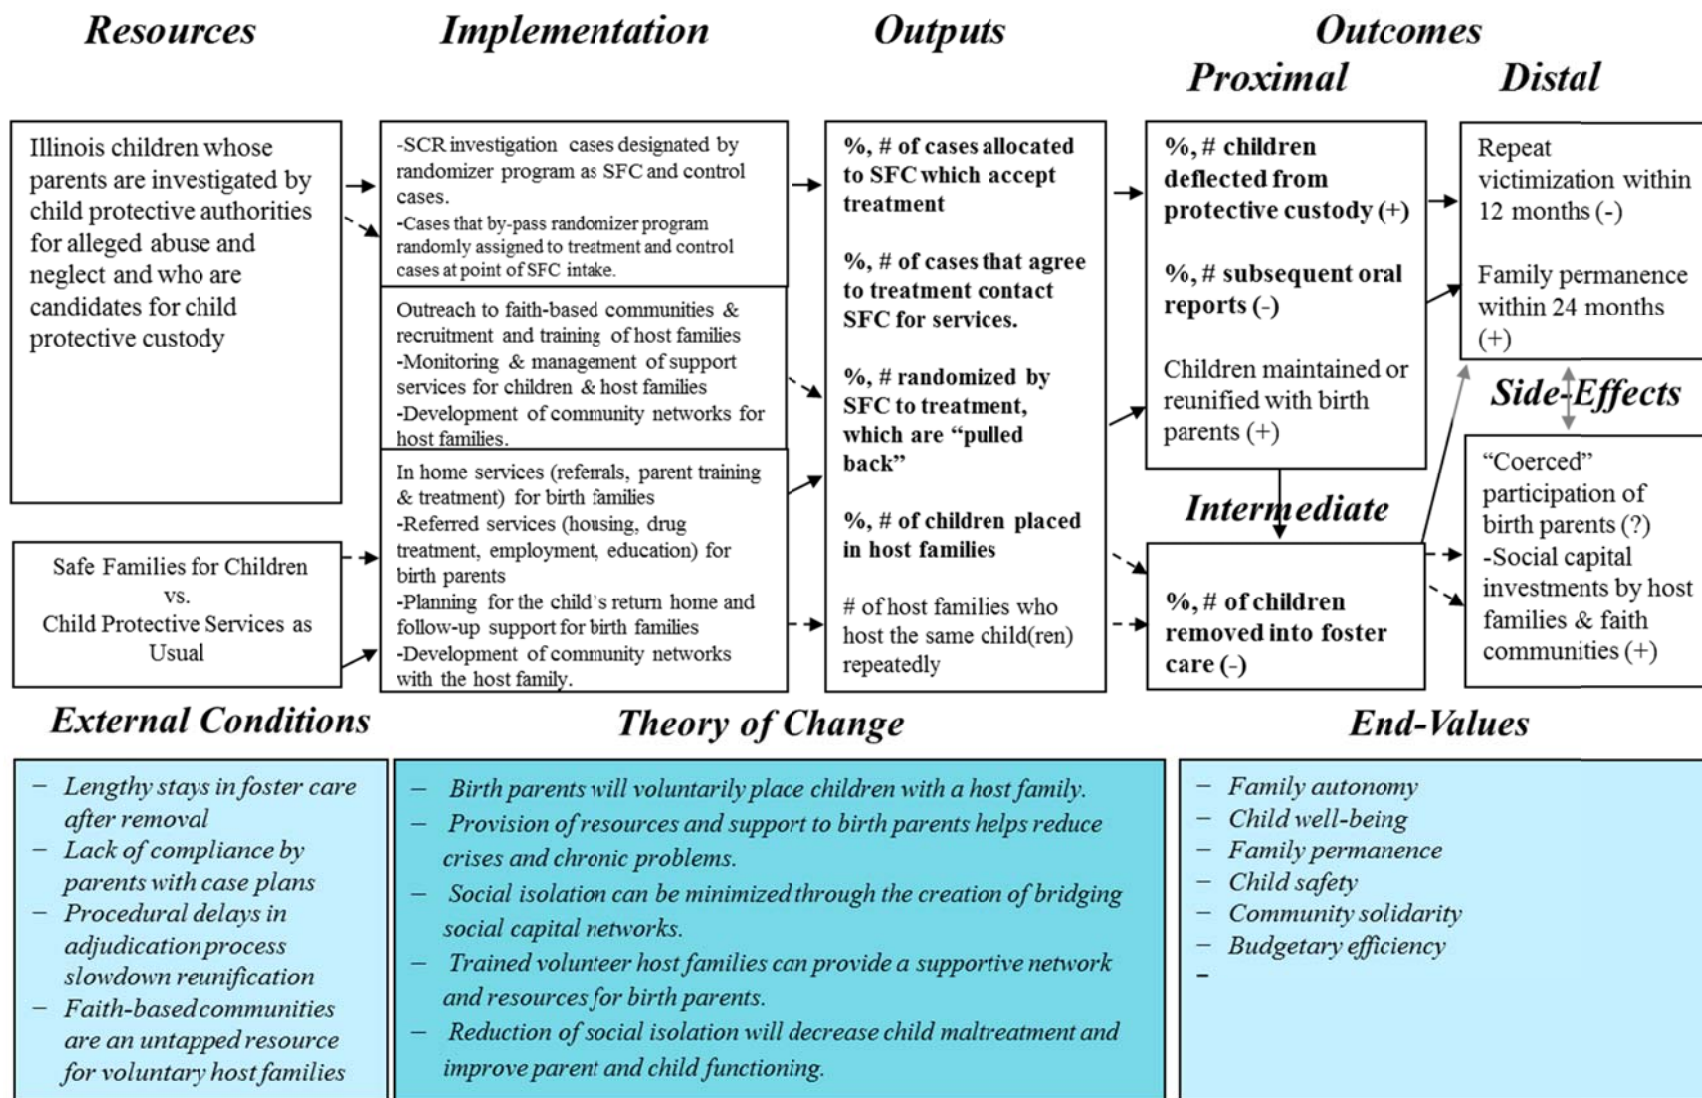 Resources
Implementation
Outputs
Outcomes
Proximal
Distal
Illinois children whose
parents are investigated by
child protective authorities
for alleged abuse and
neglect and who are
candidates for child
protective custody
Safe Families for Children
vs.
Child Protective Services as
Usual
-SCR investigation cases designated by
randomizer program as SFC and control
cases.
-Cases that by-pass randomizer program
randomly assigned to treatment and control
cases at point of SFC intake.
Outreach to faith-based communities &
recruitment and training of host families
-Monitoring & management of support
services for children & host families
-Development of community networks for
host families.
In home services (referrals, parent training
& treatment) for birth families
-Referred services (housing, drug
treatment, employment, education) for
birth parents
-Planning for the child's return home and
follow-up support for birth families
-Development of community networks
with the host family.
%, # of cases allocated
to SFC which accept
treatment
%, # of cases that agree
to treatment contact
SFC for services.
%, # randomized by
SFC to treatment,
which are “pulled
back”
%, # of children placed
in host families
# of host families who
host the same child(ren)
repeatedly
%, # children
deflected from
protective custody (+)
%, # subsequent oral
reports (-)
Children maintained or
reunified with birth
parents (+)
Intermediate
%, # of children
removed into foster
care (-)
Repeat
victimization within
12 months (-)
Family permanence
within 24 months
(+)
Side-Effects
“Coerced”
participation of
birth parents (?)
-Social capital
investments by host
families & faith
communities (+)
External Conditions
– Lengthy stays in foster care
after removal
– Lack of compliance by
parents with case plans
– Procedural delays in
adjudication process
slowdown reunification
– Faith-based communities
are an untapped resource
for voluntary host families
Theory of Change
– Birth parents will voluntarily place children with a host family.
– Provision of resources and support to birth parents helps reduce
crises and chronic problems.
– Social isolation can be minimized through the creation of bridging
social capital networks.
– Trained volunteer host families can provide a supportive network
and resources for birth parents.
– Reduction of social isolation will decrease child maltreatment and
improve parent and child functioning.
End-Values
– Family autonomy
– Child well-being
– Family permanence
– Child safety
– Community solidarity
– Budgetary efficiency
–